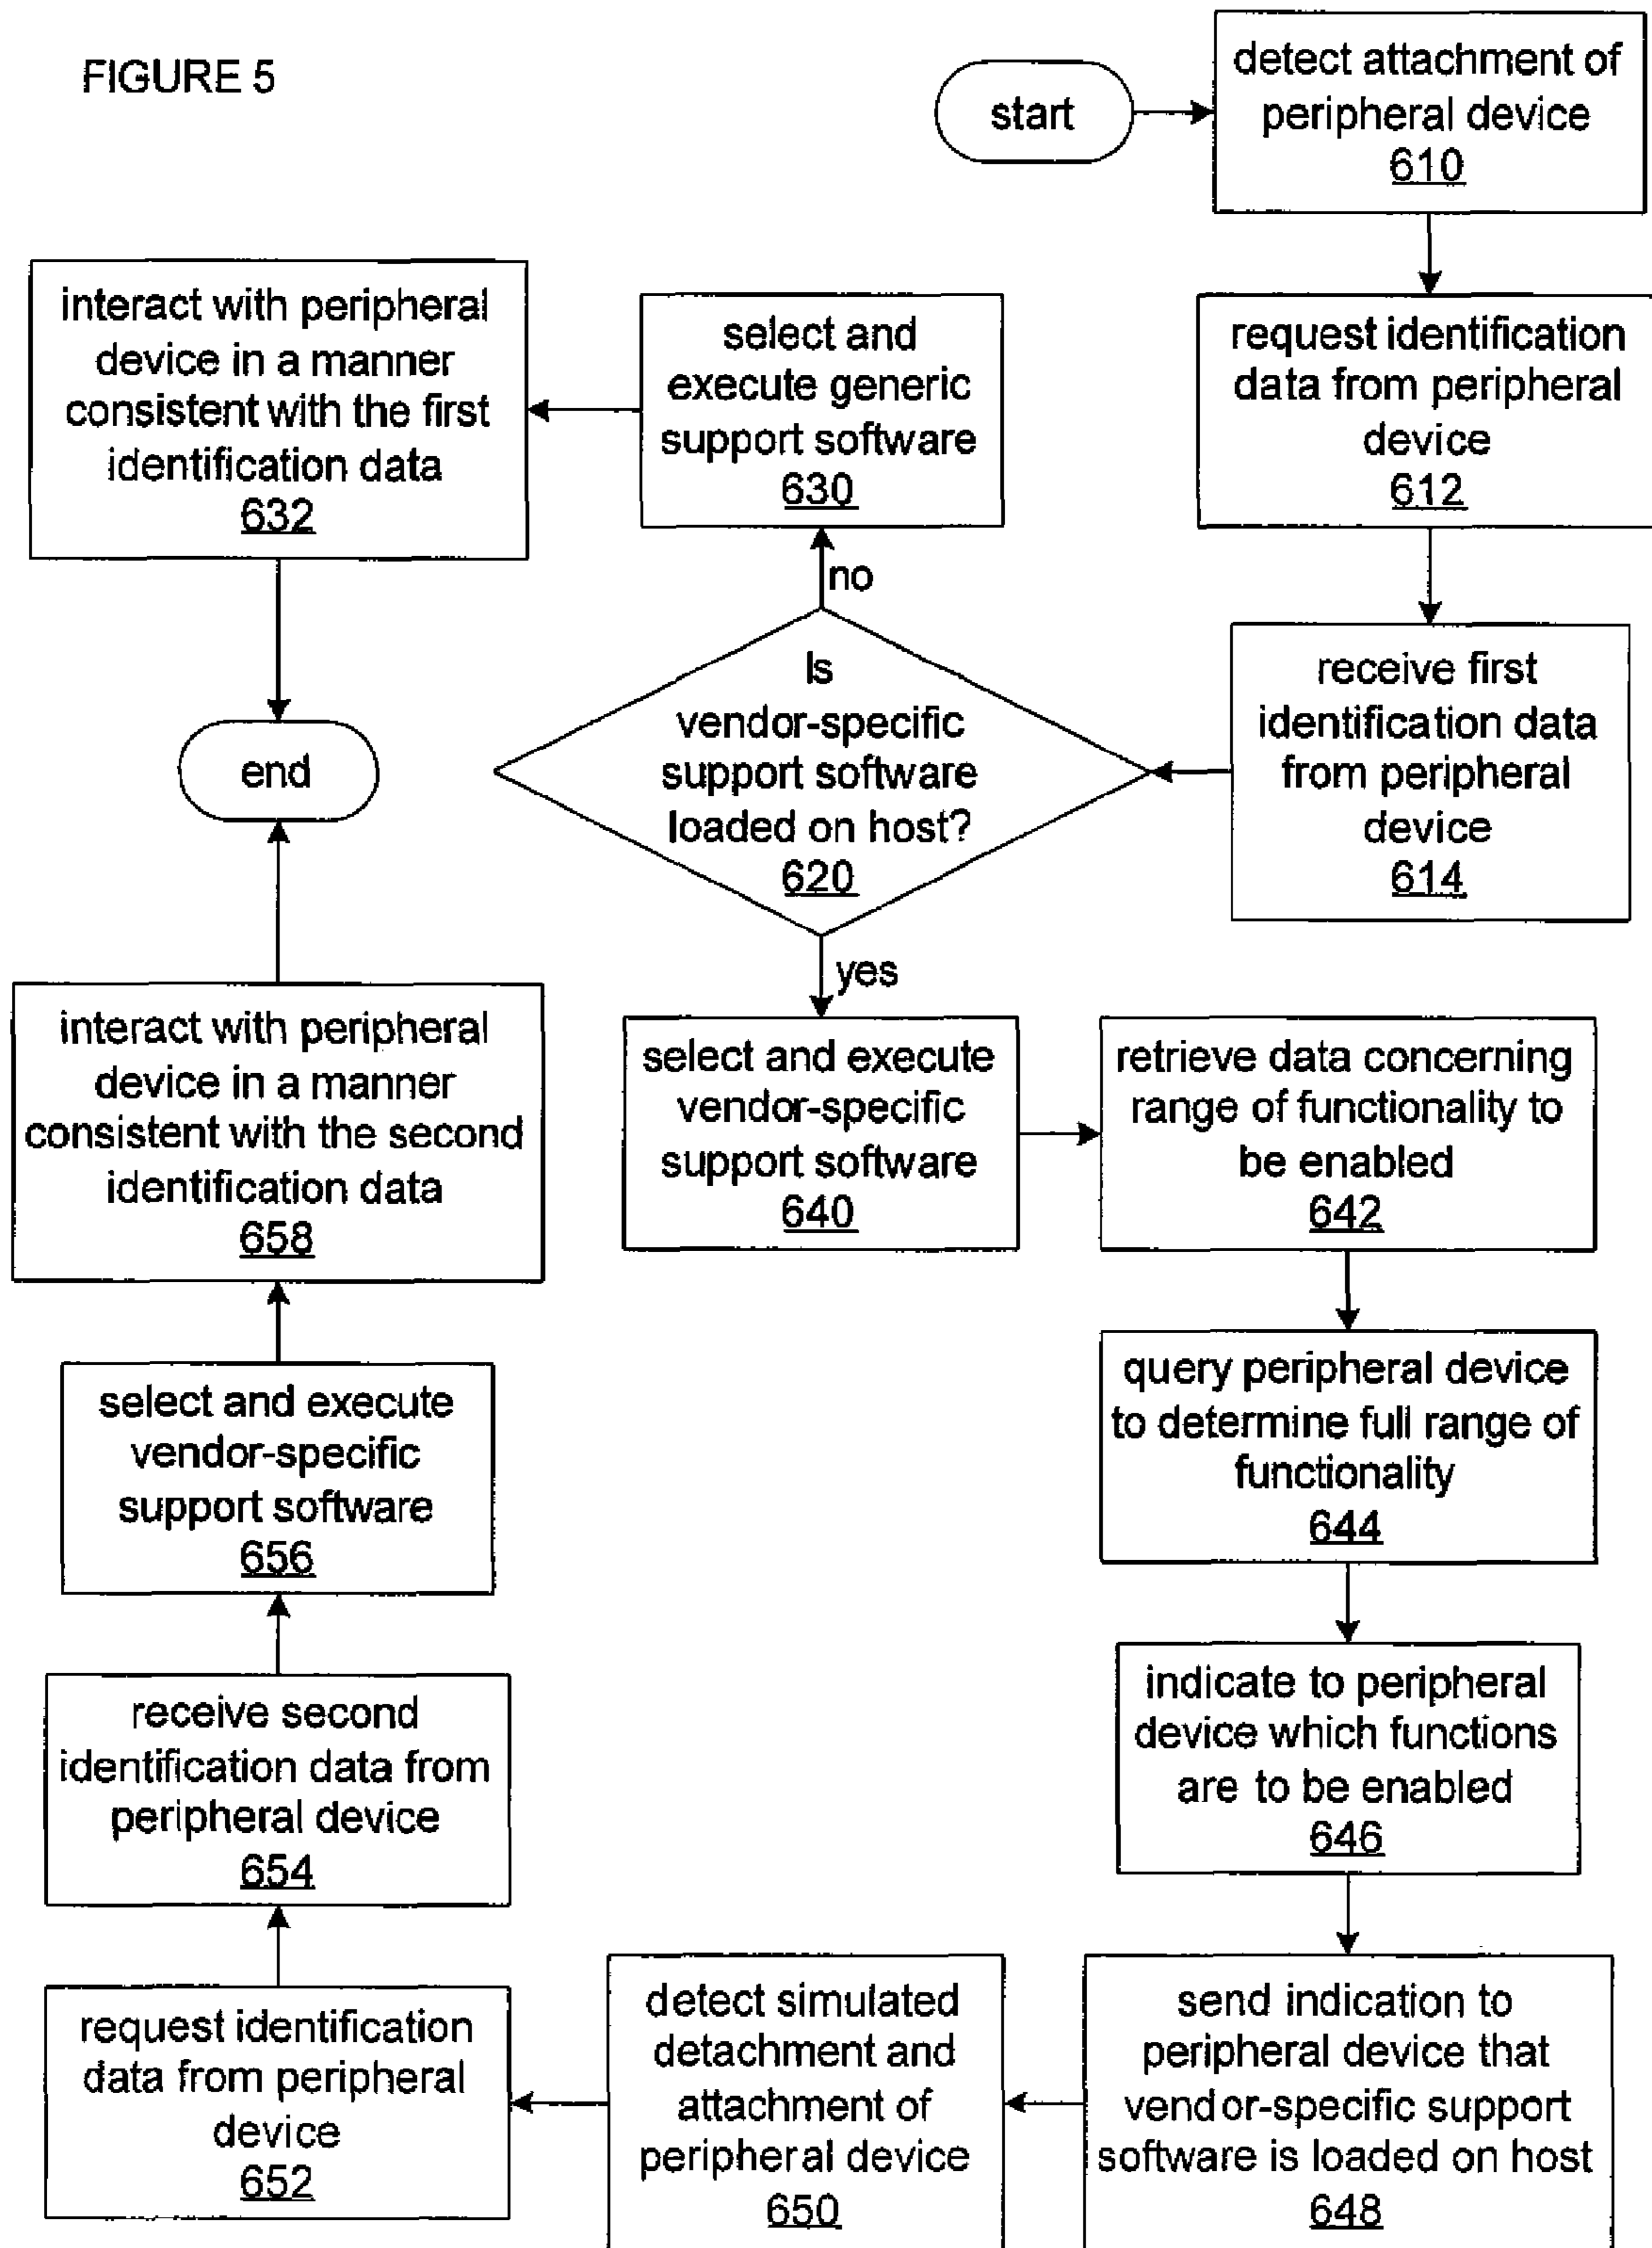 FIGURE 5
start
detect attachment of
peripheral device
610
request identification
data from peripheral
device
612
receive first
identification data
from peripheral
device
614
Is
vendor-specific
support software
loaded on host?
620
no
select and
execute generic
support software
630
interact with peripheral
device in a manner
consistent with the first
identification data
632
end
yes
select and execute
vendor-specific
support software
640
retrieve data concerning
range of functionality to
be enabled
642
query peripheral device
to determine full range of
functionality
644
indicate to peripheral
device which functions
are to be enabled
646
send indication to
peripheral device that
vendor-specific support
software is loaded on host
648
detect simulated
detachment and
attachment of
peripheral device
650
request identification
data from peripheral
device
652
receive second
identification data from
peripheral device
654
select and execute
vendor-specific
support software
656
interact with peripheral
device in a manner
consistent with the second
identification data
658